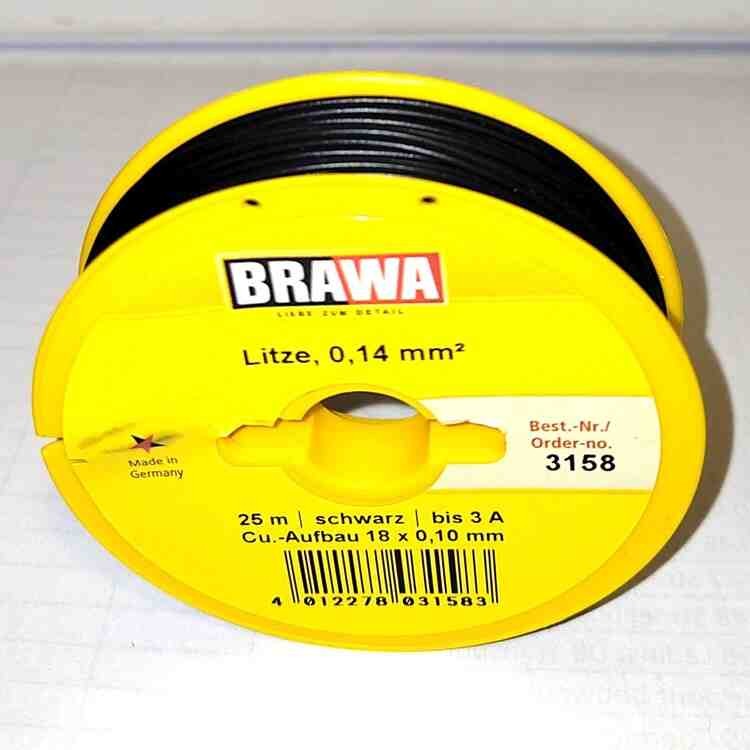 BRAWA
LIEBE ZUM DETAIL
Litze, 0,14 mm²
Best.-Nr./
Order-no.
3158
Made in
Germany
25 m | schwarz | bis 3 A
Cu.-Aufbau 18 x 0,10 mm
4 012278 031583